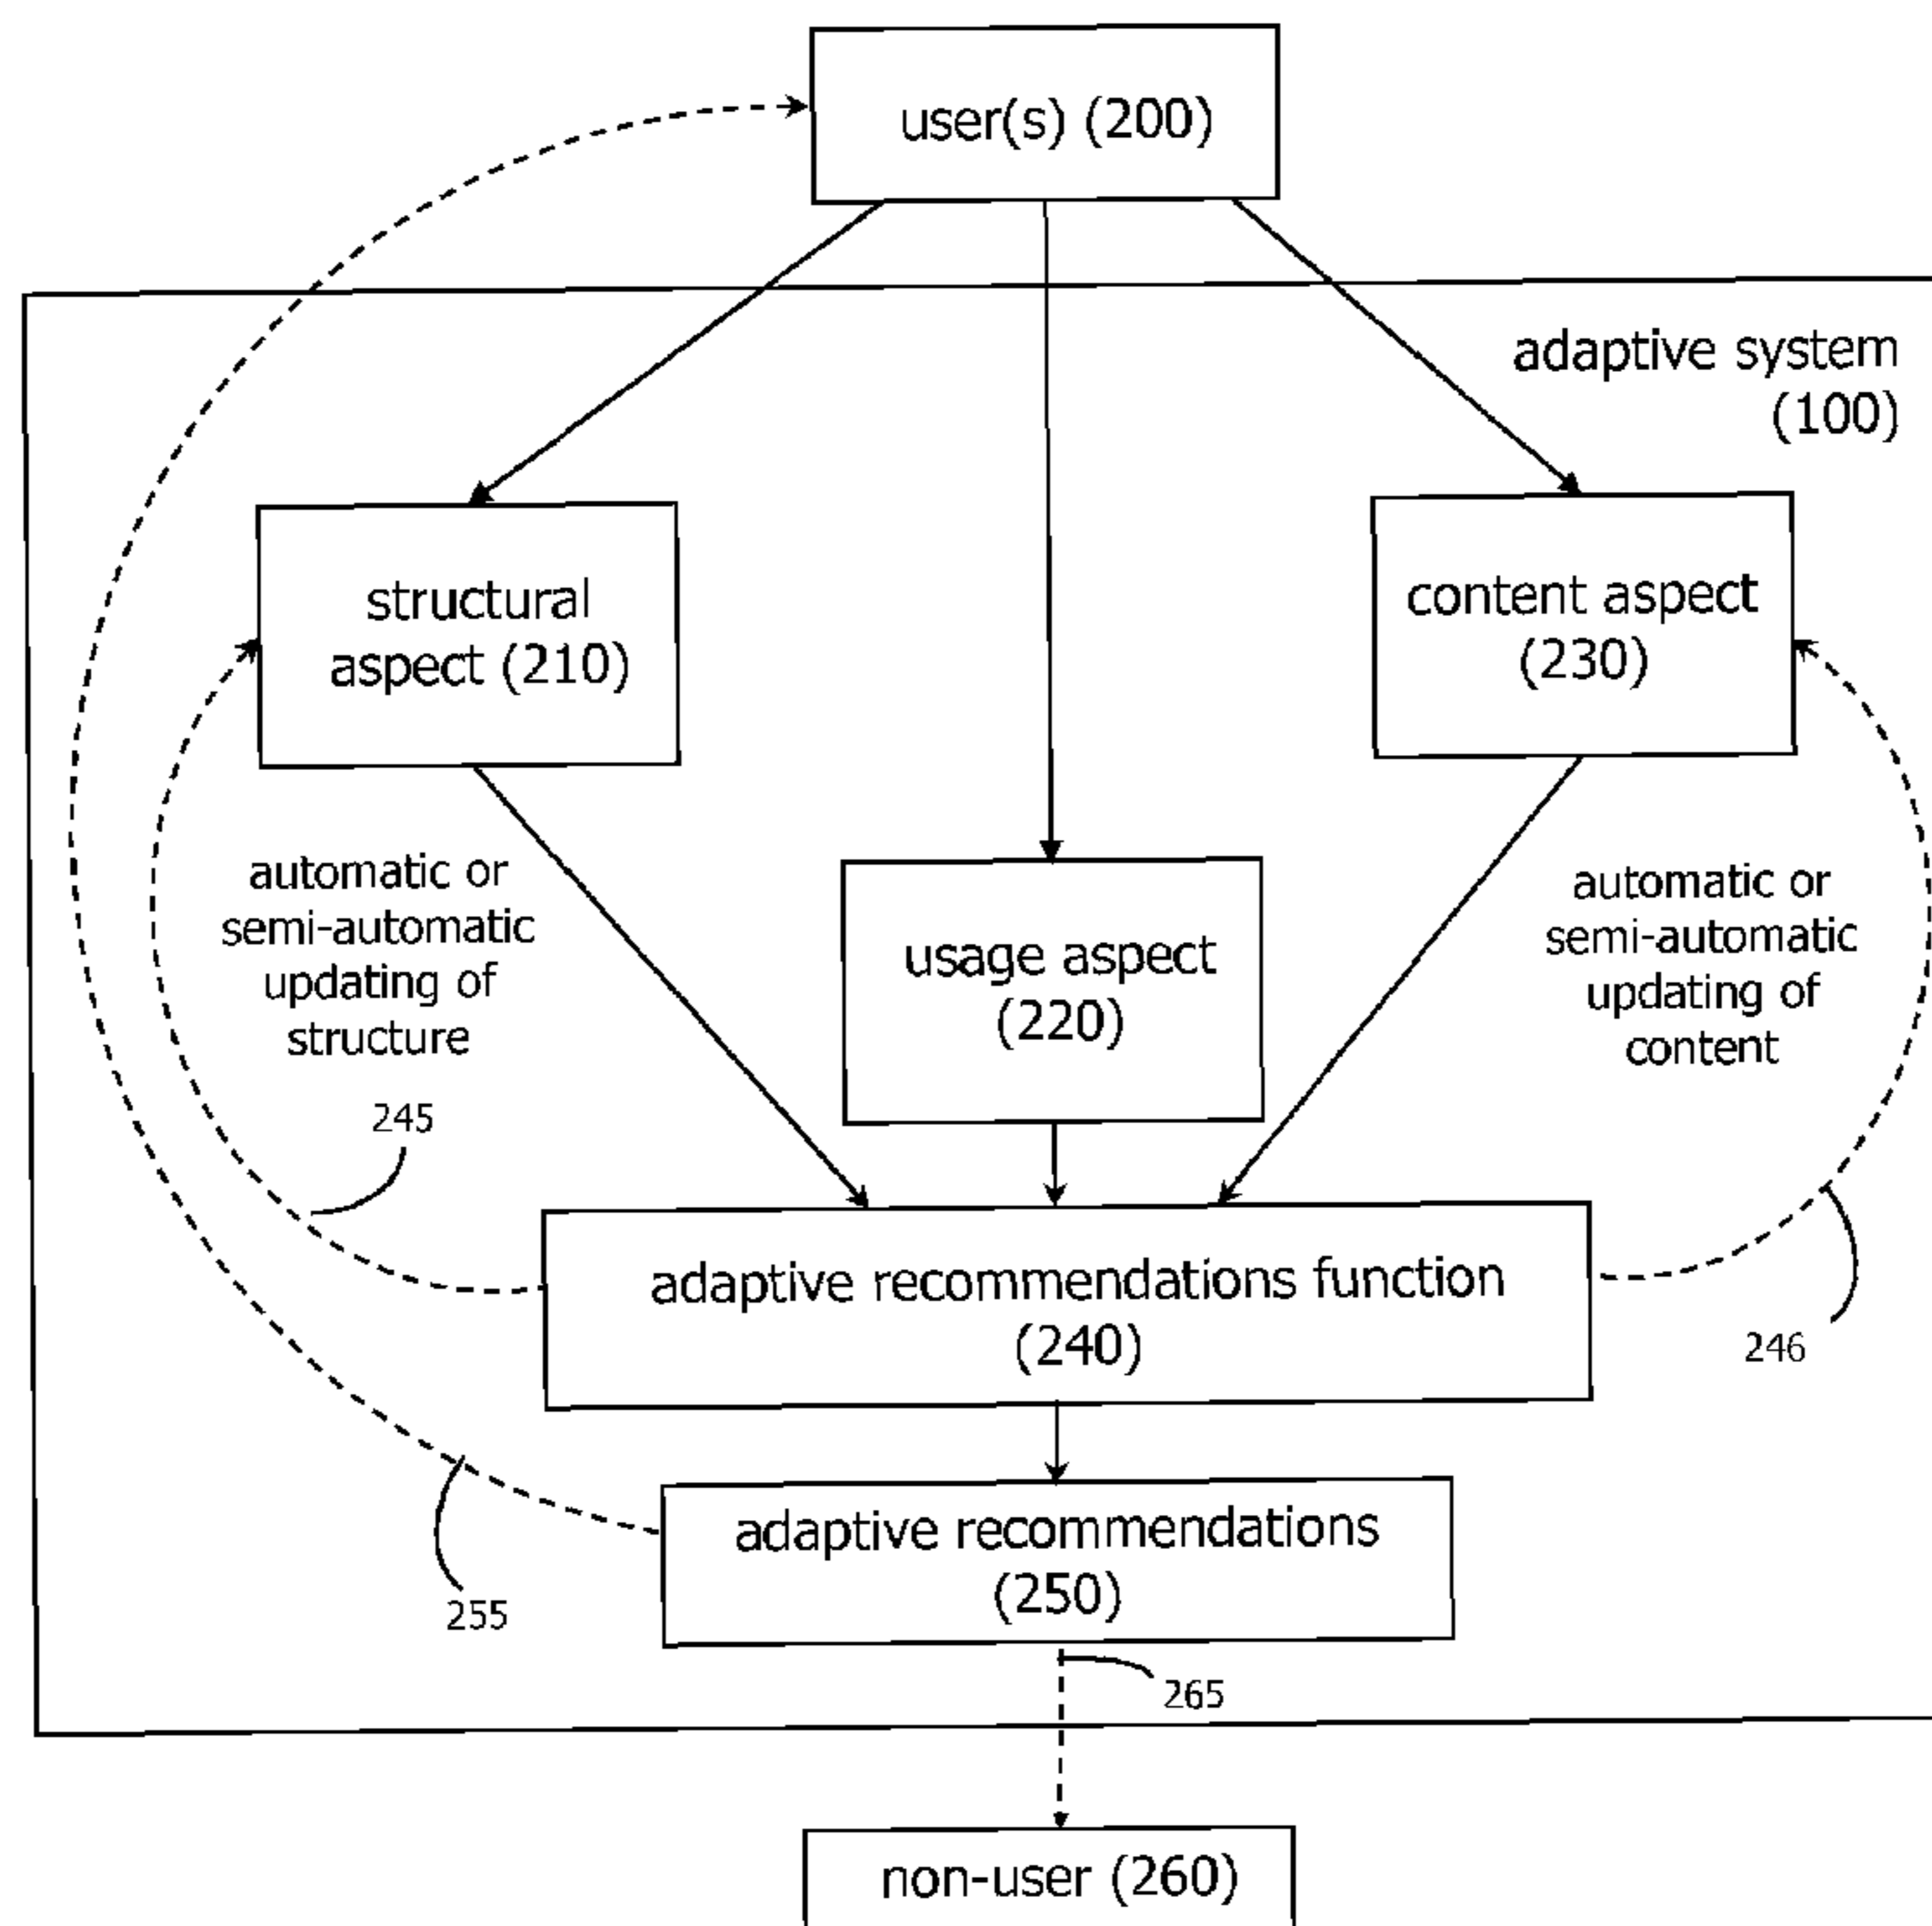 user(s) (200)
adaptive system
(100)
structural
aspect (210)
content aspect
(230)
usage aspect
(220)
automatic or
semi-automatic
updating of
structure
automatic or
semi-automatic
updating of
content
245
adaptive recommendations function
(240)
246
adaptive recommendations
(250)
255
265
non-user (260)